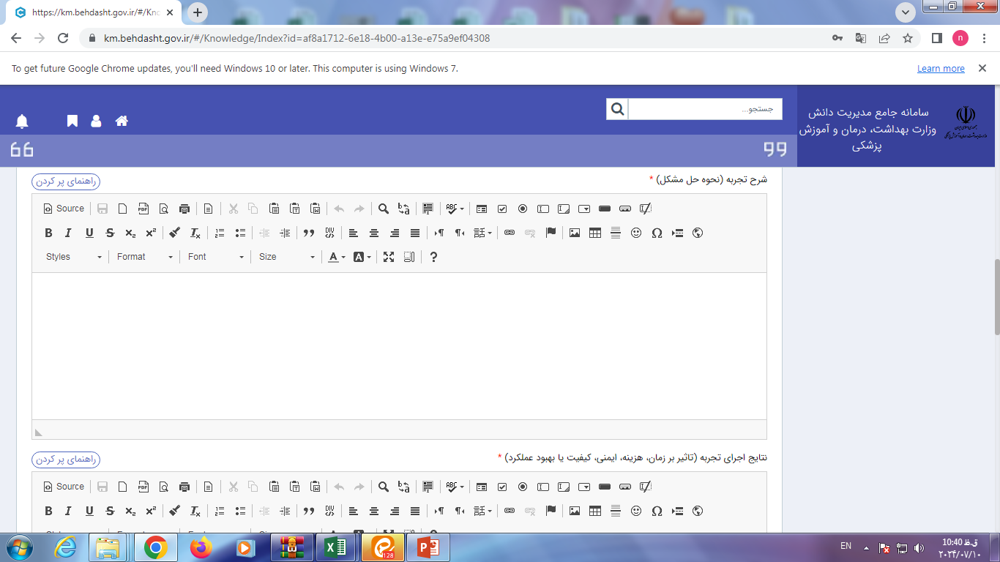 https://km.behdasht.gov.ir/#/Kno
km.behdasht.gov.ir/#/Knowledge/Index?id=af8a1712-6e18-4b00-a13e-e75a9ef04308
n
To get future Google Chrome updates, you'll need Windows 10 or later. This computer is using Windows 7.
Learn more
سامانه جامع مدیریت دانش
وزارت بهداشت، درمان و آموزش
پزشکی
جستجو...
شرح تجربه (نحوه حل مشکل) *
راهنمای پر کردن
Source
Styles Format Font Size
نتایج اجرای تجربه (تاثیر بر زمان، هزینه، ایمنی، کیفیت یا بهبود عملکرد) *
راهنمای پر کردن
Source
128
EN
10:40 ق.ظ
۲۰۲۴/۰۷/۱۰